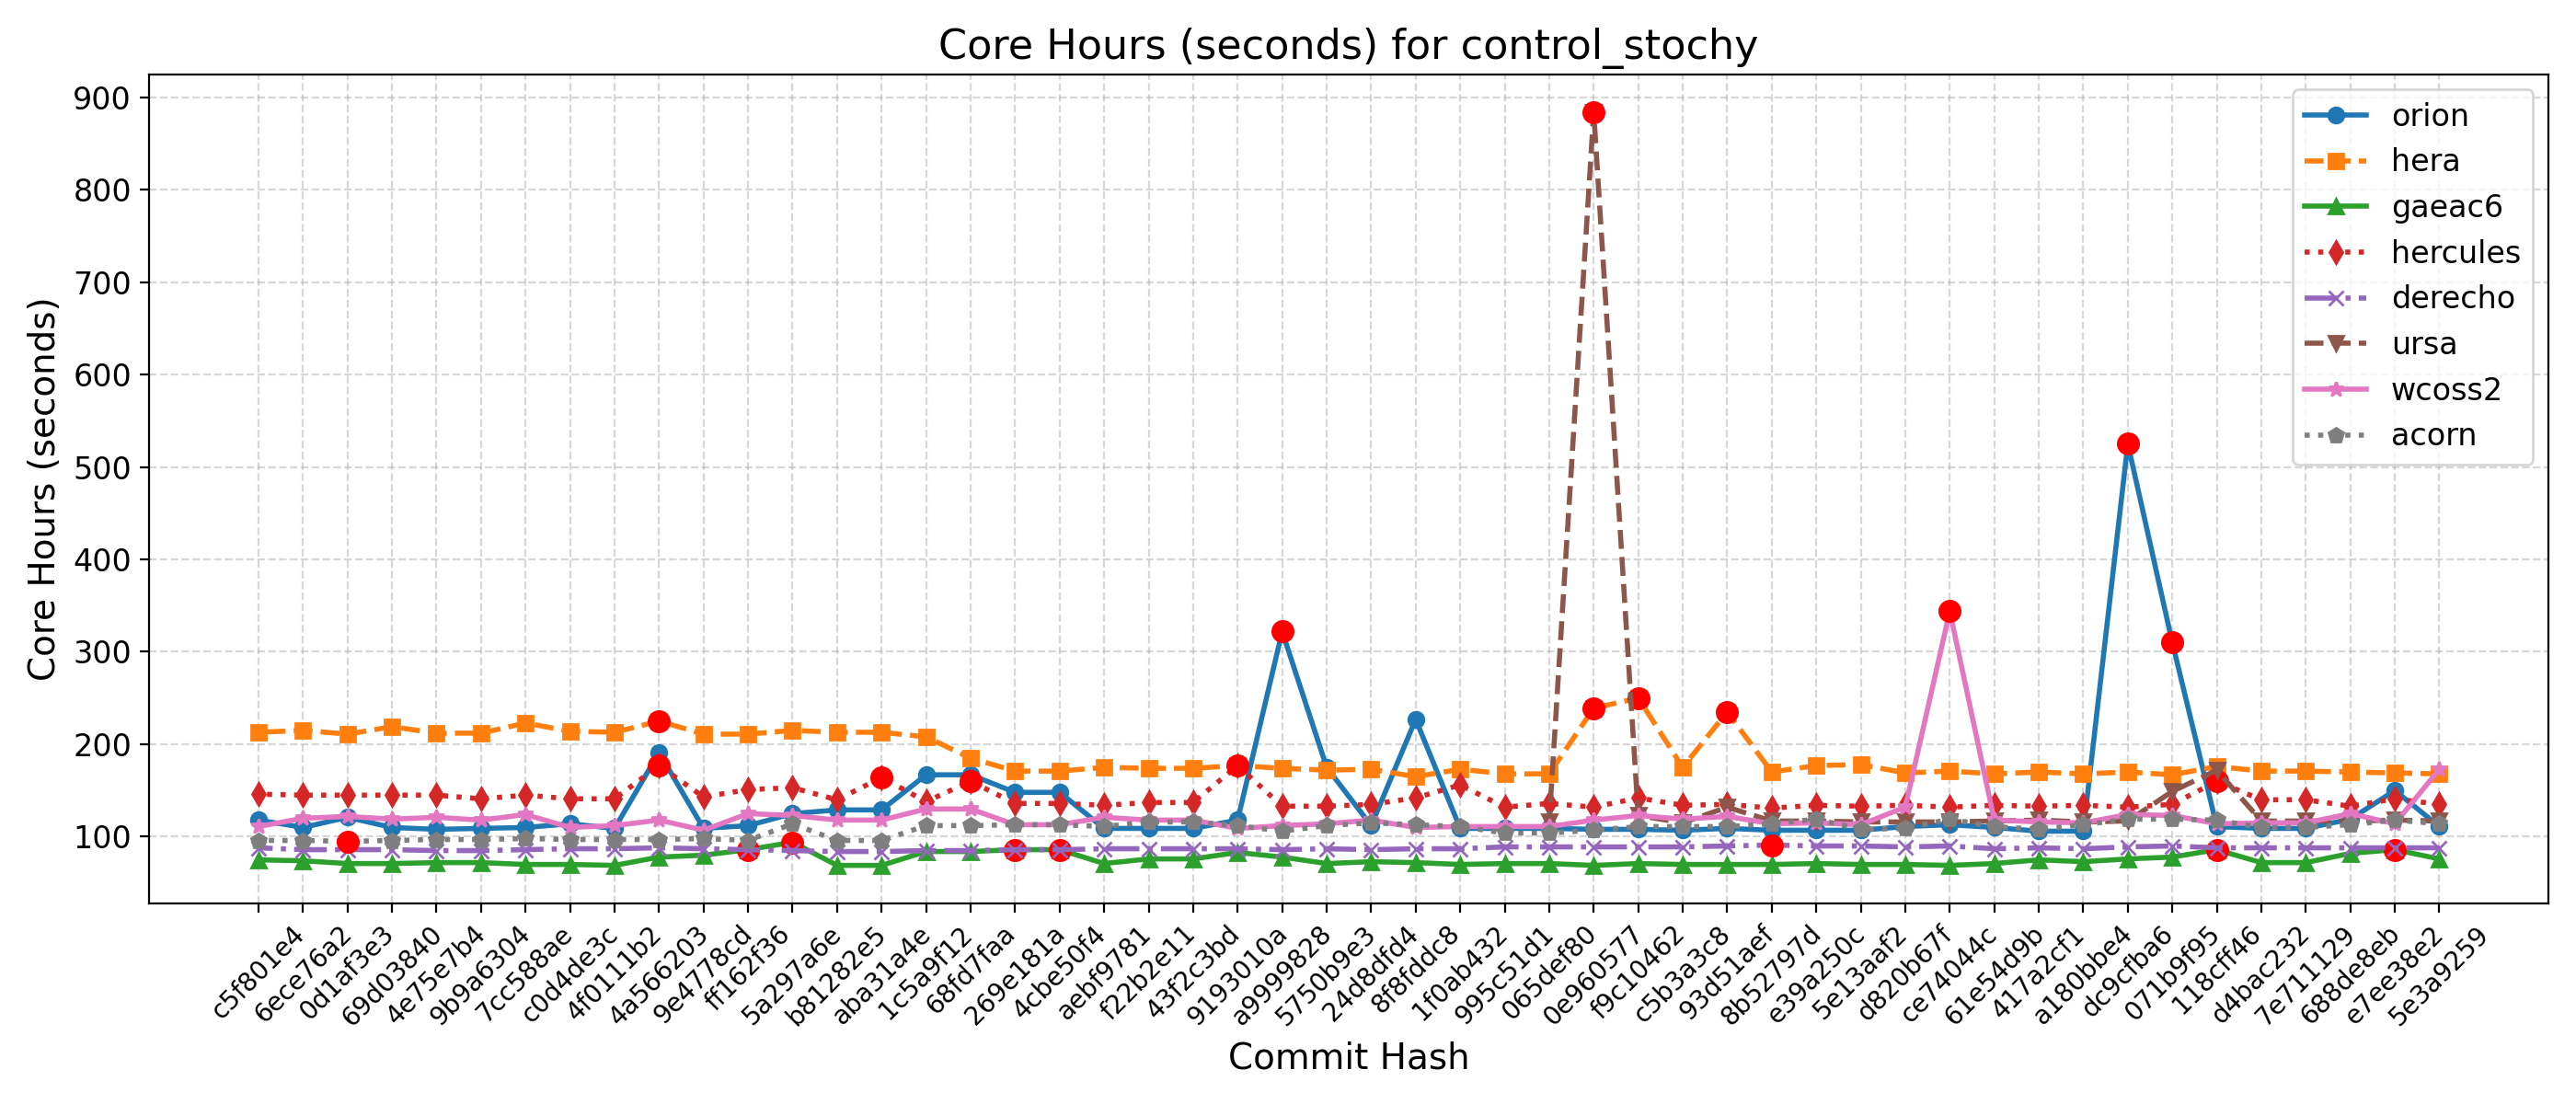 Core Hours (seconds) for control_stochy
Core Hours (seconds)
900
800
700
600
500
400
300
200
100
orion
hera
gaeac6
hercules
derecho
ursa
wcoss2
acorn
c5f801e4
6ece76a2
0d1af3e3
69d03840
4e75e7b4
9b9a6304
7cc588ae
c0d4de3c
4f0111b2
4a566203
9e4778cd
ff162f36
5a297a6e
b81282e5
aba31a4e
1c5a9f12
68fd7faa
269e181a
4cbe50f4
aebf9781
f22b2e11
43f2c3bd
9193010a
a9999828
5750b9e3
24d8dfd4
8f8fddc8
1f0ab432
995c51d1
065def80
0e960577
f9c10462
c5b3a3c8
93d51aef
8b52797d
e39a250c
5e13aaf2
d820b67f
ce74044c
61e54d9b
417a2cf1
a180bbe4
dc9cfba6
071b9f95
118cff46
d4bac232
7e711129
688de8eb
e7ee38e2
5e3a9259
Commit Hash